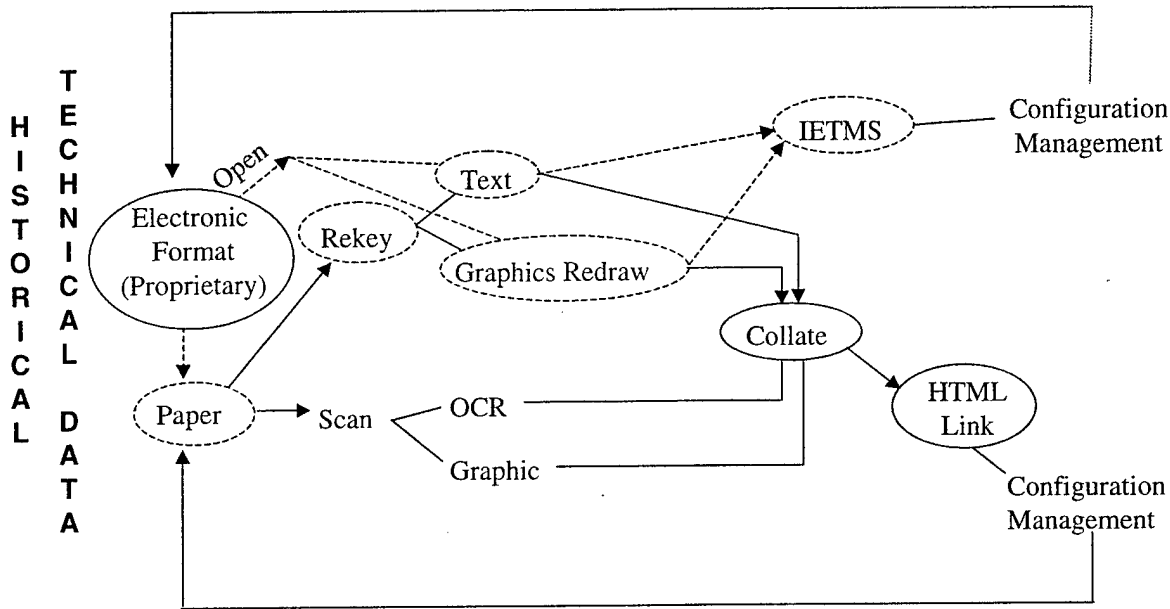 HISTORICAL
TECHNICAL DATA
Open
Electronic
Format
(Proprietary)
Text
Rekey
Graphics Redraw
IETMS
Configuration
Management
Collate
Paper
Scan
OCR
Graphic
HTML
Link
Configuration
Management